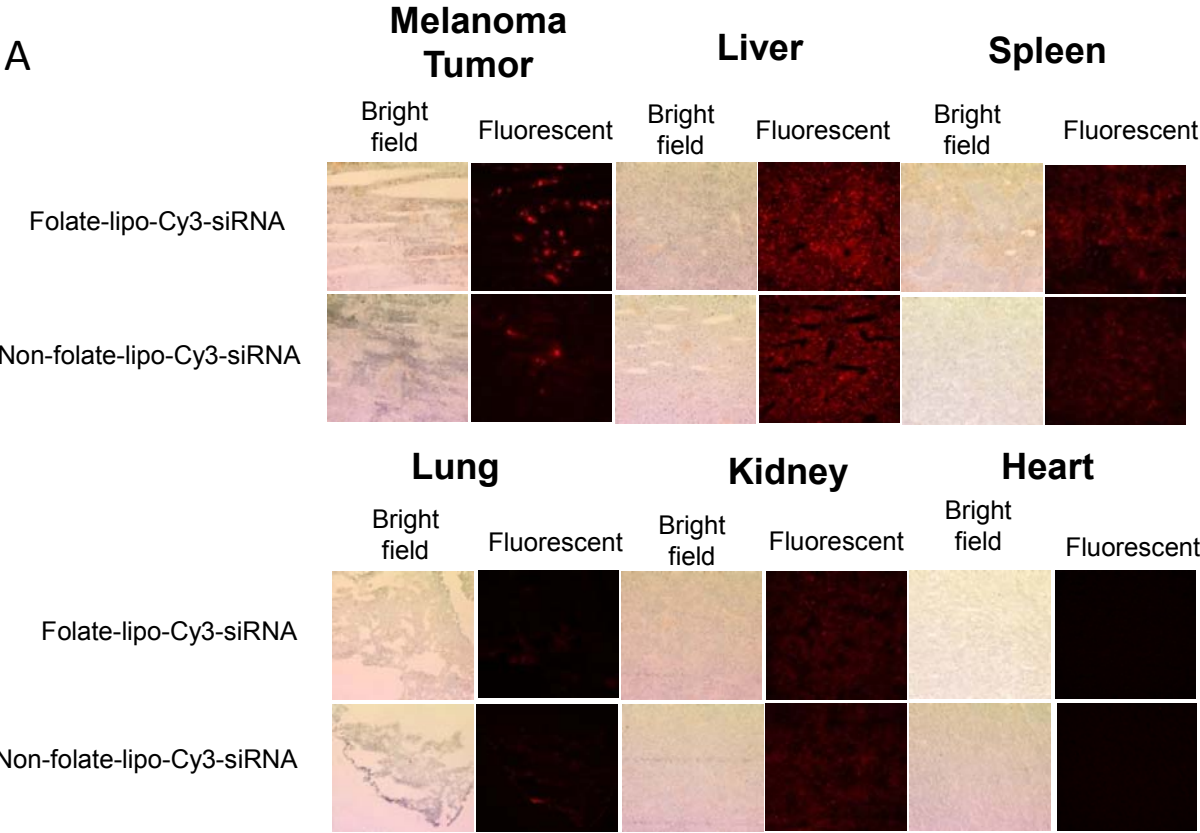 A
Melanoma
Tumor
Liver
Spleen
Bright
field
Fluorescent
Bright
field
Fluorescent
Bright
field
Fluorescent
Folate-lipo-Cy3-siRNA
Non-folate-lipo-Cy3-siRNA
Lung
Kidney
Heart
Bright
field
Fluorescent
Bright
field
Fluorescent
Bright
field
Fluorescent
Folate-lipo-Cy3-siRNA
Non-folate-lipo-Cy3-siRNA